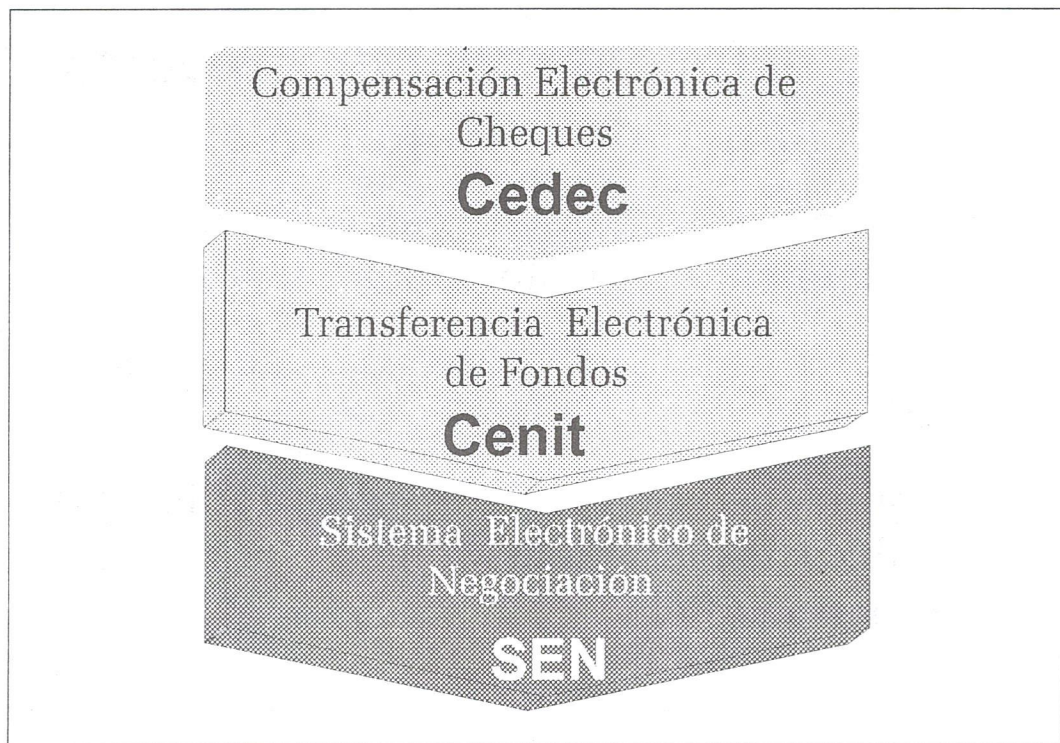 Compensación Electrónica de
Cheques
Cedec
Transferencia Electrónica
de Fondos
Cenit
Sistema Electrónico de
Negociación
SEN